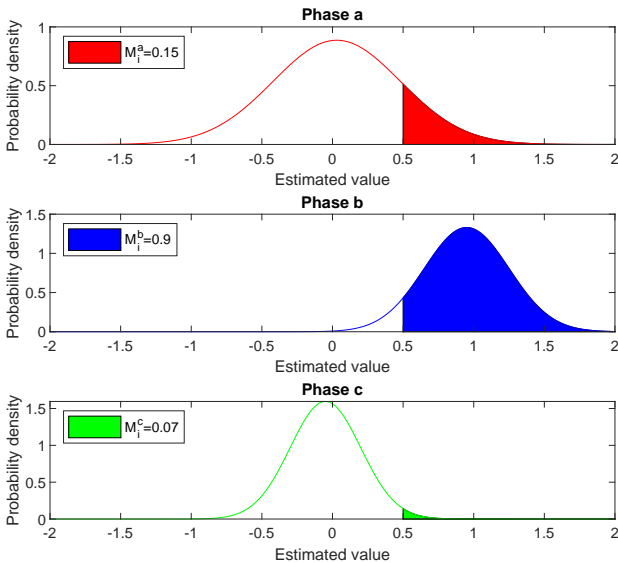 Phase a
1
0.5
0
Probability density
M_i^a=0.15
-2 -1.5 -1 -0.5 0 0.5 1 1.5 2
Estimated value
Phase b
1.5
1
0.5
0
Probability density
M_i^b=0.9
-2 -1.5 -1 -0.5 0 0.5 1 1.5 2
Estimated value
Phase c
1.5
1
0.5
0
Probability density
M_i^c=0.07
-2 -1.5 -1 -0.5 0 0.5 1 1.5 2
Estimated value